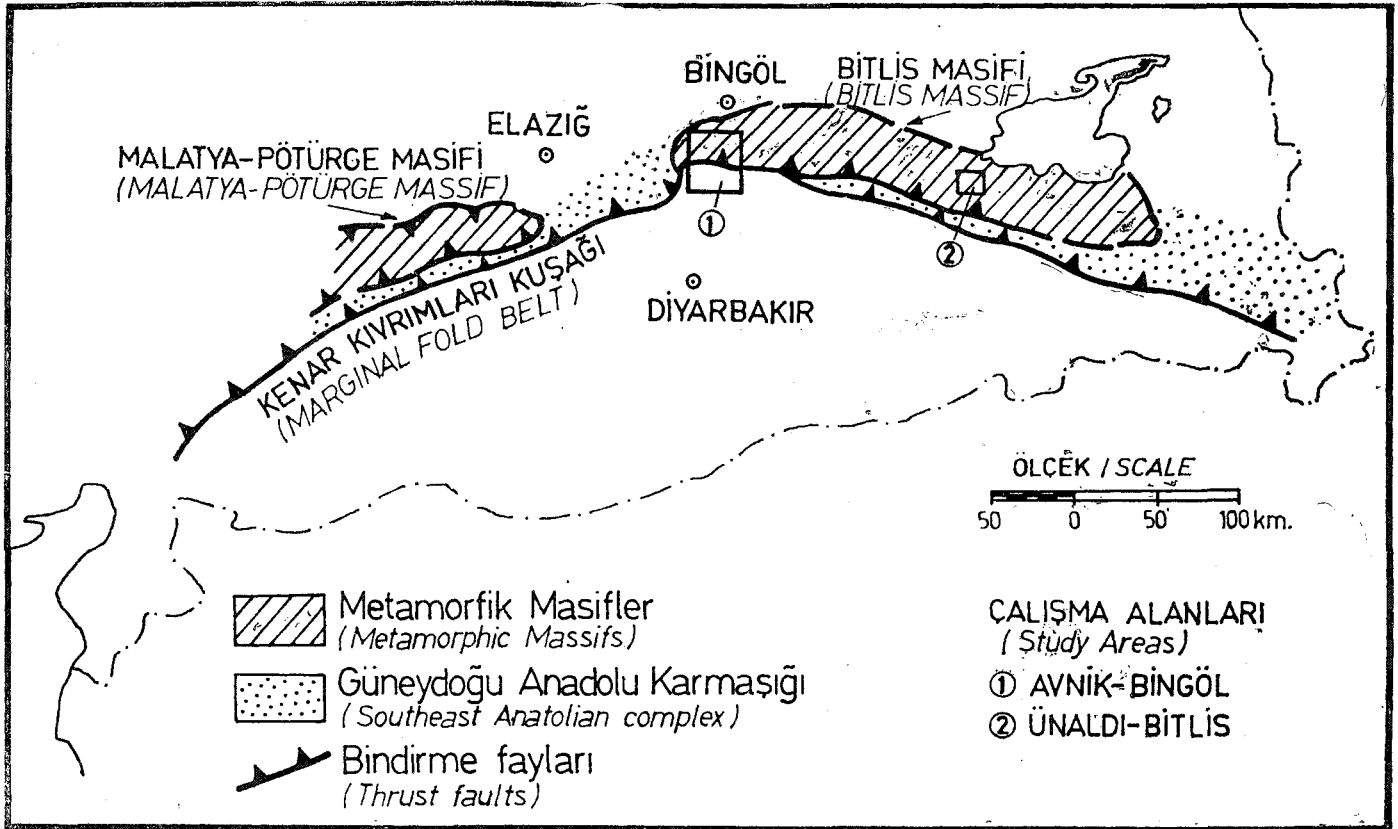 BİNGÖL
BİTLİS MASİFİ
(BITLIS MASSIF)
ELAZIĞ
MALATYA-PÖTÜRGE MASİFİ
(MALATYA-PÖTÜRGE MASSIF)
①
②
DİYARBAKIR
KENAR KIVRIMLARI KUŞAĞI
(MARGINAL FOLD BELT)
ÖLÇEK / SCALE
50 0 50 100 km.
Metamorfik Masifler
(Metamorphic Massifs)
Güneydoğu Anadolu Karmaşığı
(Southeast Anatolian complex)
Bindirme fayları
(Thrust faults)
ÇALIŞMA ALANLARI
(Study Areas)
① AVNİK-BİNGÖL
② ÜNALDI-BİTLİS